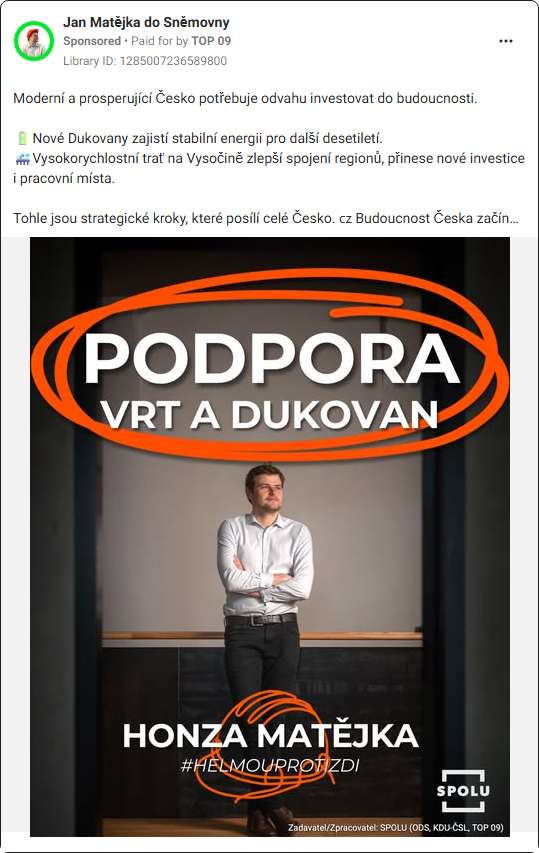 Jan Matějka do Sněmovny
Sponsored • Paid for by TOP 09
Library ID: 1285007236589800
Moderní a prosperující Česko potřebuje odvahu investovat do budoucnosti.
Nové Dukovany zajistí stabilní energii pro další desetiletí.
Vysokorychlostní trať na Vysočině zlepší spojení regionů, přinese nové investice
i pracovní místa.
Tohle jsou strategické kroky, které posílí celé Česko. cz Budoucnost Česka začín...
PODPORA
VRT A DUKOVAN
HONZA MATĚJKA
#HELMOUPROTIZDI
SPOLU
Zadavatel/Zpracovatel: SPOLU (ODS, KDU-ČSL, TOP 09)